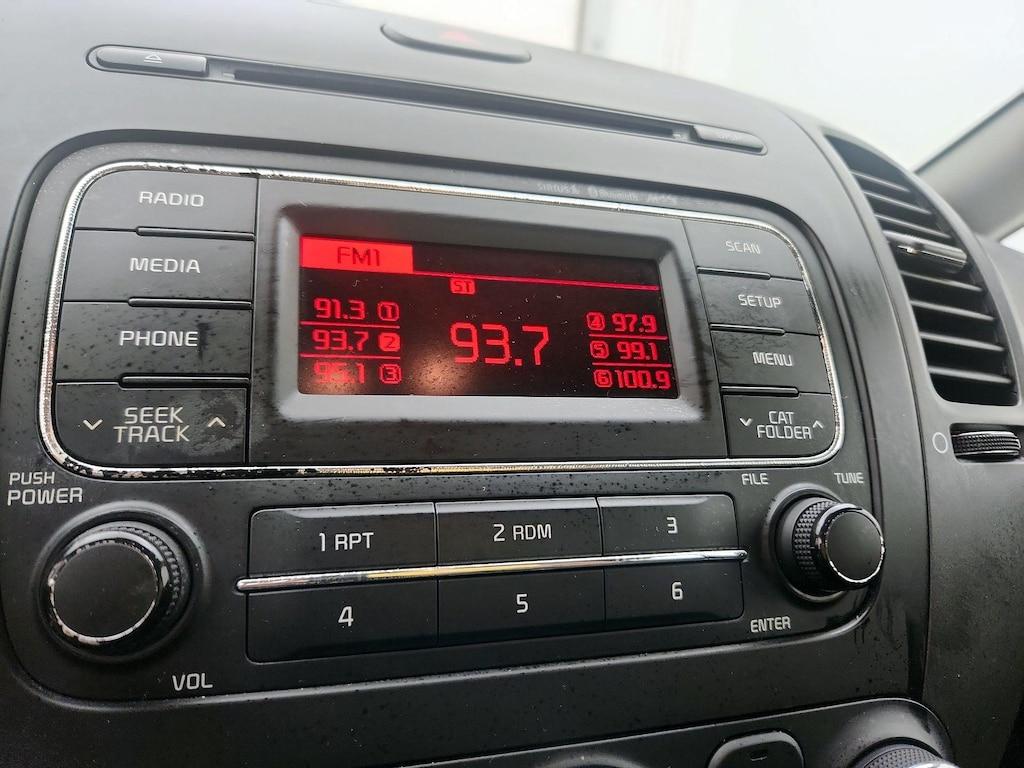 SIRIUS Bluetooth
RADIO
MEDIA
PHONE
SEEK
TRACK
FM1
ST
91.3 1
93.7 2
95.1 3
93.7
4 97.9
5 99.1
6 100.9
SCAN
SETUP
MENU
CAT
FOLDER
PUSH
POWER
VOL
1 RPT
2 RDM
3
4
5
6
FILE
TUNE
ENTER